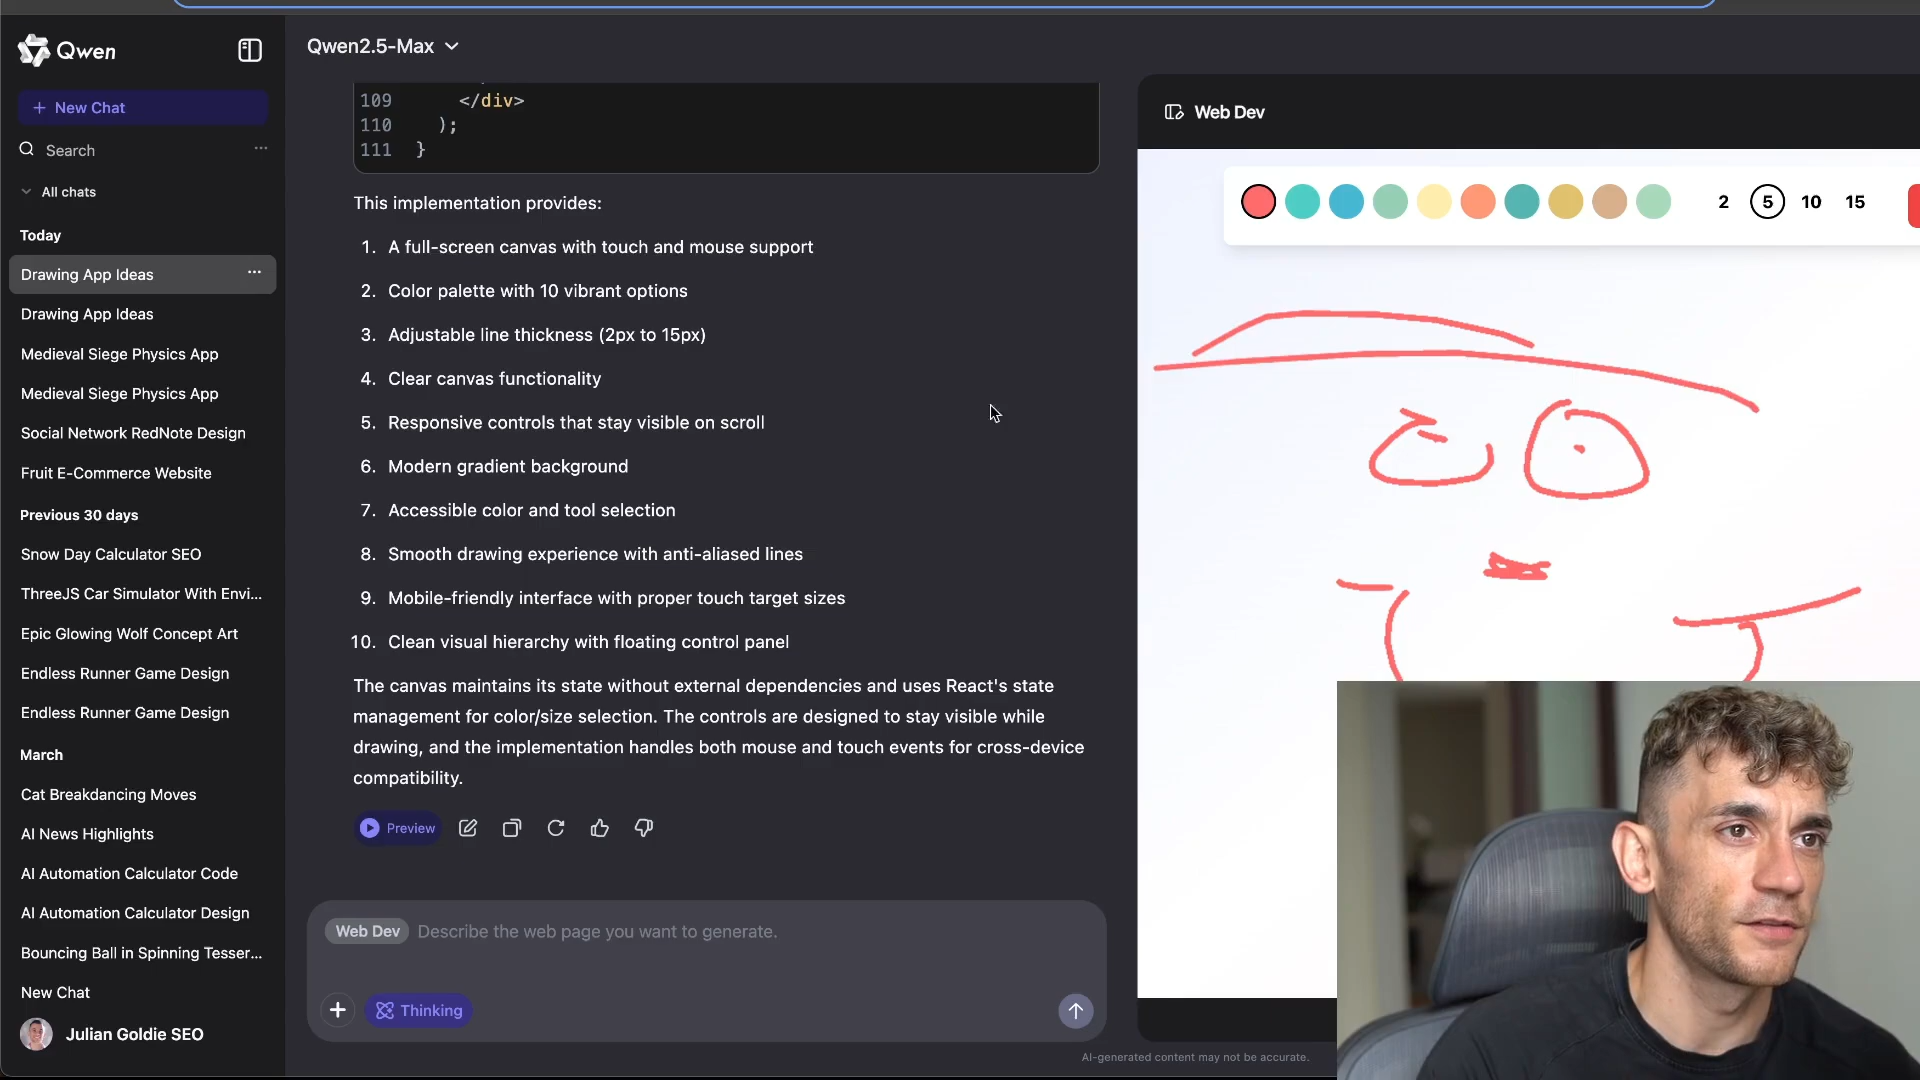 Qwen
New Chat
Search
All chats
Today
Drawing App Ideas
Drawing App Ideas
Medieval Siege Physics App
Medieval Siege Physics App
Social Network RedNote Design
Fruit E-Commerce Website
Previous 30 days
Snow Day Calculator SEO
ThreeJS Car Simulator With Envi...
Epic Glowing Wolf Concept Art
Endless Runner Game Design
Endless Runner Game Design
March
Cat Breakdancing Moves
AI News Highlights
AI Automation Calculator Code
AI Automation Calculator Design
Bouncing Ball in Spinning Tesser...
New Chat
Julian Goldie SEO
Qwen2.5-Max
109 </div>
110 );
111 }
This implementation provides:
1. A full-screen canvas with touch and mouse support
2. Color palette with 10 vibrant options
3. Adjustable line thickness (2px to 15px)
4. Clear canvas functionality
5. Responsive controls that stay visible on scroll
6. Modern gradient background
7. Accessible color and tool selection
8. Smooth drawing experience with anti-aliased lines
9. Mobile-friendly interface with proper touch target sizes
10. Clean visual hierarchy with floating control panel
The canvas maintains its state without external dependencies and uses React's state
management for color/size selection. The controls are designed to stay visible while
drawing, and the implementation handles both mouse and touch events for cross-device
compatibility.
Preview
Web Dev Describe the web page you want to generate.
Thinking
AI-generated content may not be accurate.
Web Dev
2 5 10 15